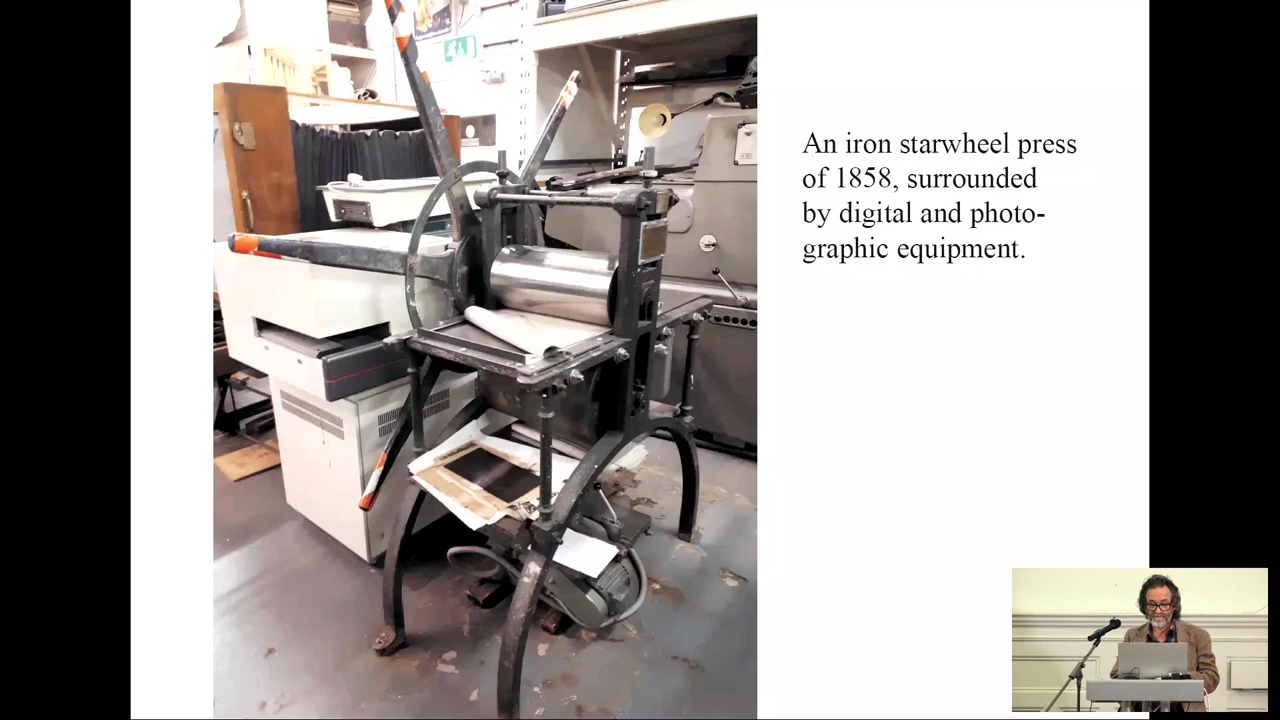 An iron starwheel press
of 1858, surrounded
by digital and photo-
graphic equipment.